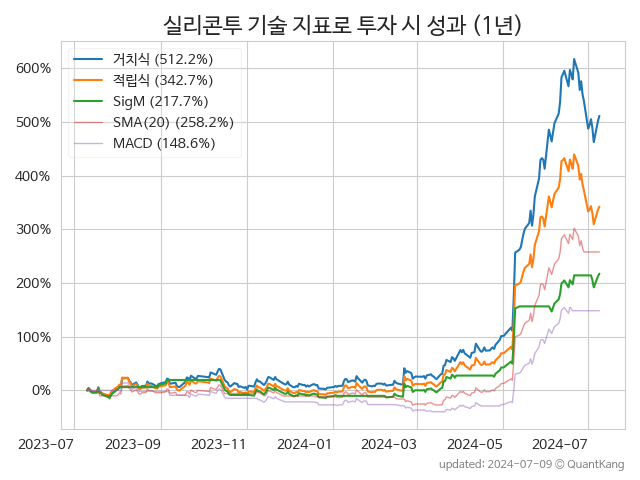 실리콘투 기술 지표로 투자 시 성과 (1년)
거치식 (512.2%)
적립식 (342.7%)
SigM (217.7%)
SMA(20) (258.2%)
MACD (148.6%)
600%
500%
400%
300%
200%
100%
0%
2023-07 2023-09 2023-11 2024-01 2024-03 2024-05 2024-07
updated: 2024-07-09 © QuantKang